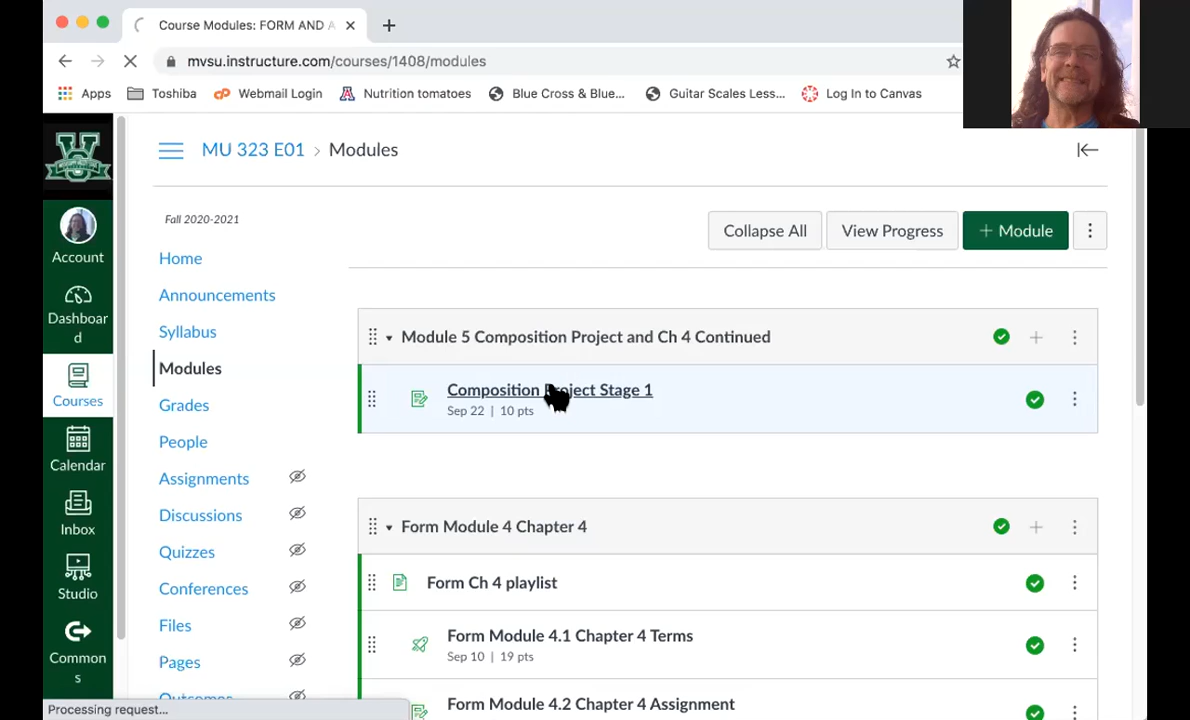 Course Modules: FORM AND A
mvsu.instructure.com/courses/1408/modules
Apps
Toshiba
Webmail Login
Nutrition tomatoes
Blue Cross & Blue...
Guitar Scales Less...
Log In to Canvas
MU 323 E01 > Modules
Fall 2020-2021
Collapse All
View Progress
+ Module
Account
Dashboar
d
Courses
Calendar
Inbox
Studio
Common
s
Home
Announcements
Syllabus
Modules
Grades
People
Assignments
Discussions
Quizzes
Conferences
Files
Pages
Outcomes
Module 5 Composition Project and Ch 4 Continued
Composition Project Stage 1
Sep 22 | 10 pts
Form Module 4 Chapter 4
Form Ch 4 playlist
Form Module 4.1 Chapter 4 Terms
Sep 10 | 19 pts
Form Module 4.2 Chapter 4 Assignment
Processing request...